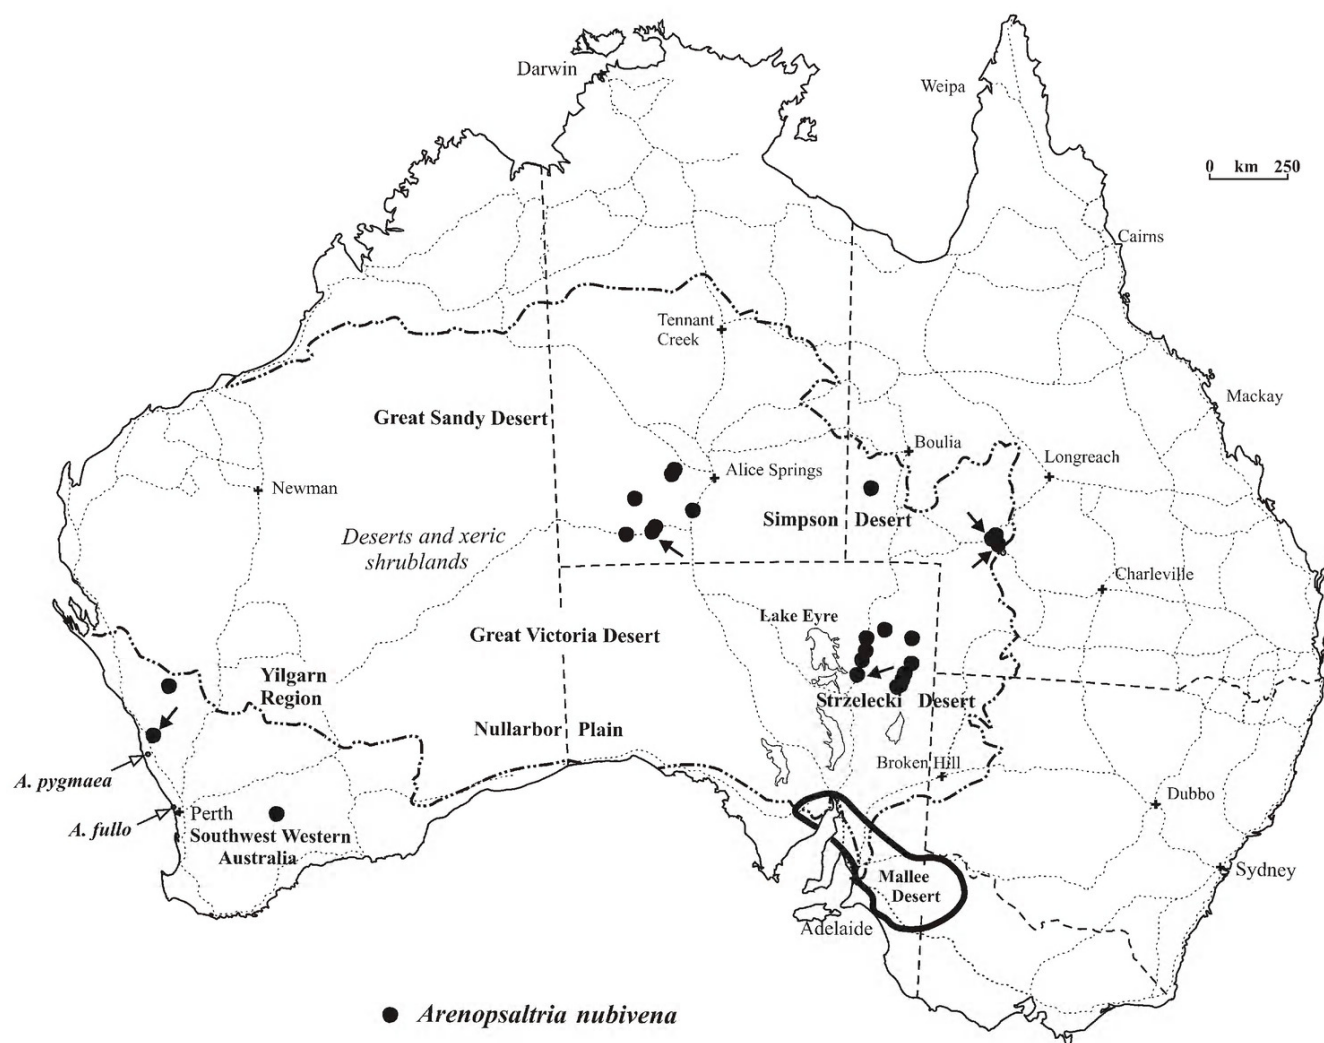 Darwin
Weipa
0 km 250
Cairns
Tennant
Creek
Great Sandy Desert
Mackay
Boulia
Longreach
Alice Springs
Newman
Simpson Desert
Deserts and xeric
shrublands
Charleville
Lake Eyre
Great Victoria Desert
Yilgarn
Region
Strzelecki Desert
Nullarbor Plain
A. pygmaea
Broken Hill
Dubbo
A. fullo
Perth
Southwest Western
Australia
Sydney
Mallee
Desert
Adelaide
Arenopsaltria nubivena